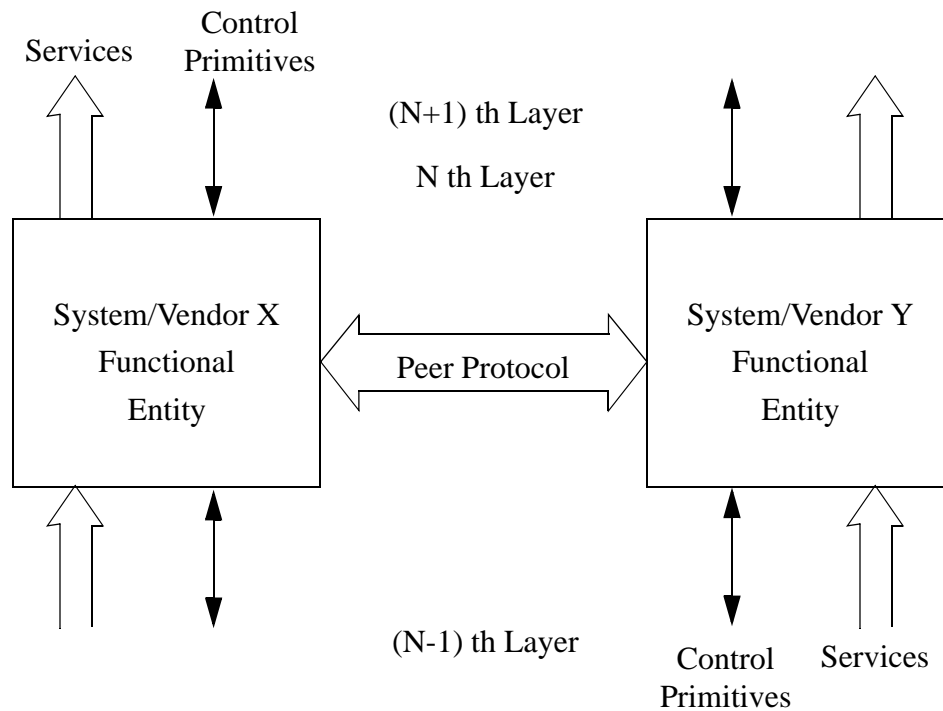 Services
Control
Primitives
(N+1) th Layer
N th Layer
System/Vendor X
Functional
Entity
Peer Protocol
System/Vendor Y
Functional
Entity
(N-1) th Layer
Control
Primitives
Services